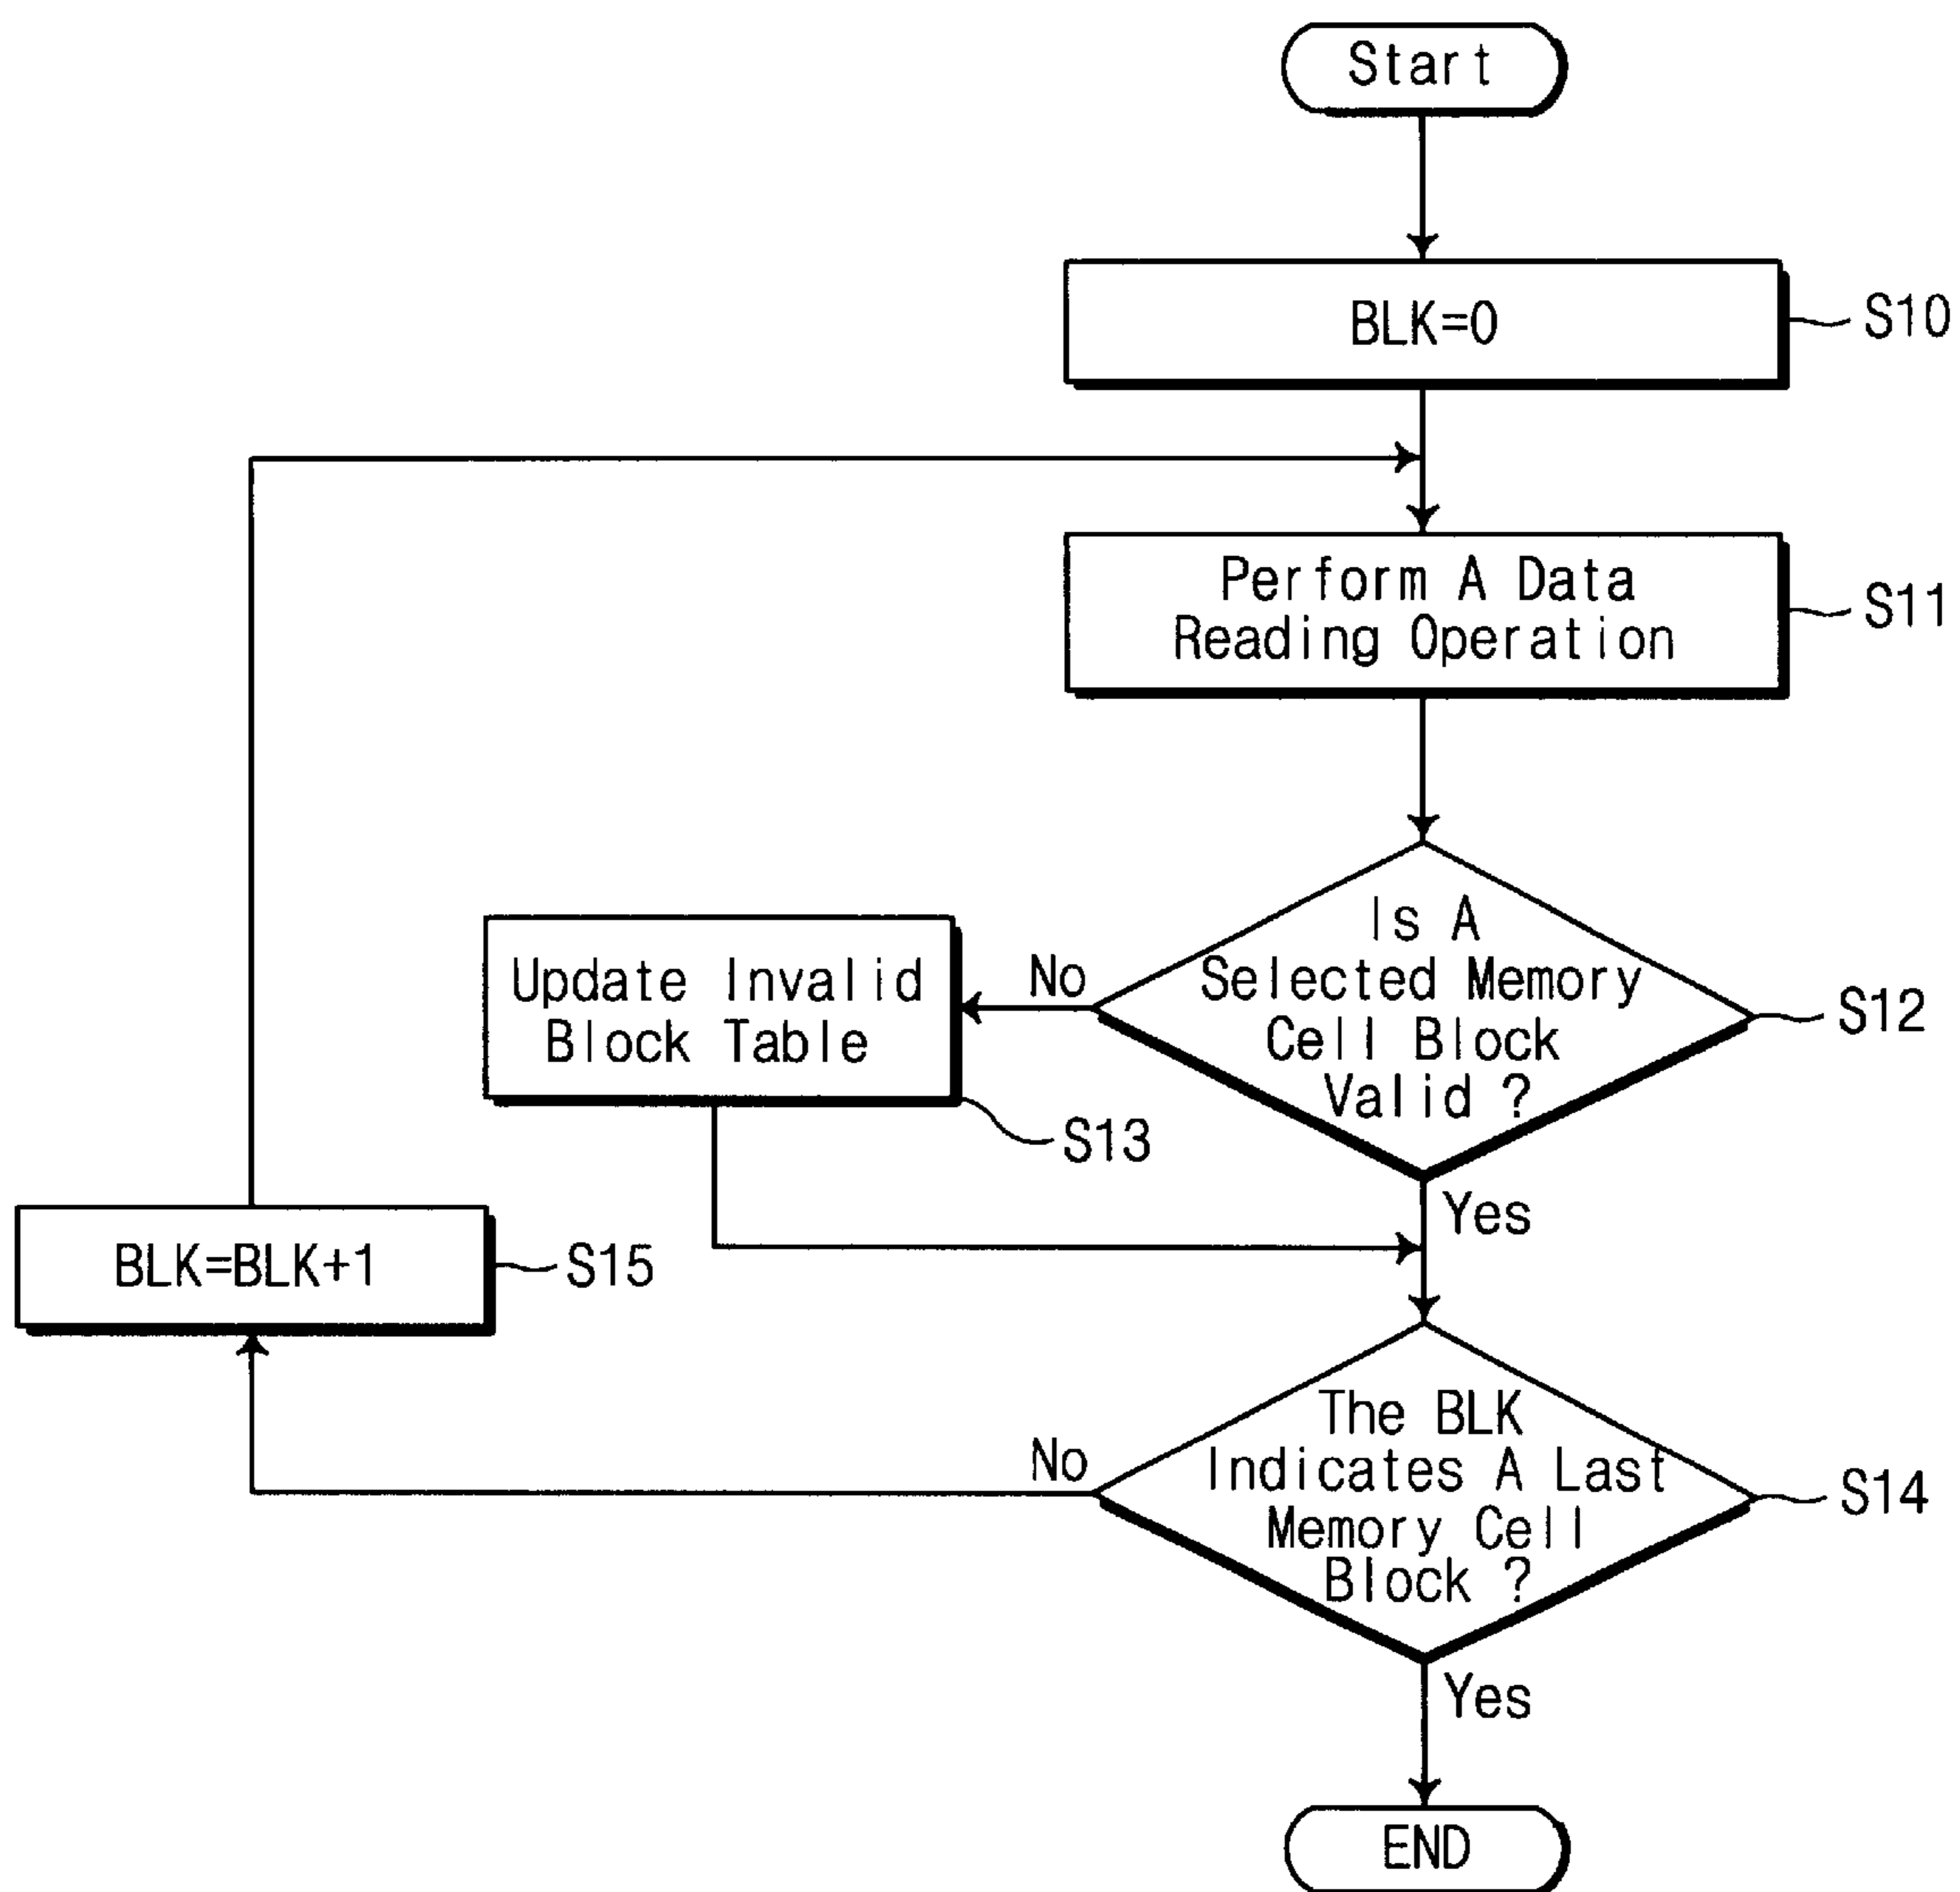 Start
BLK=0
S10
Perform A Data
Reading Operation
S11
Is A
Selected Memory
Cell Block
Valid ?
S12
No
Update Invalid
Block Table
S13
Yes
BLK=BLK+1
S15
The BLK
Indicates A Last
Memory Cell
Block ?
S14
No
Yes
END